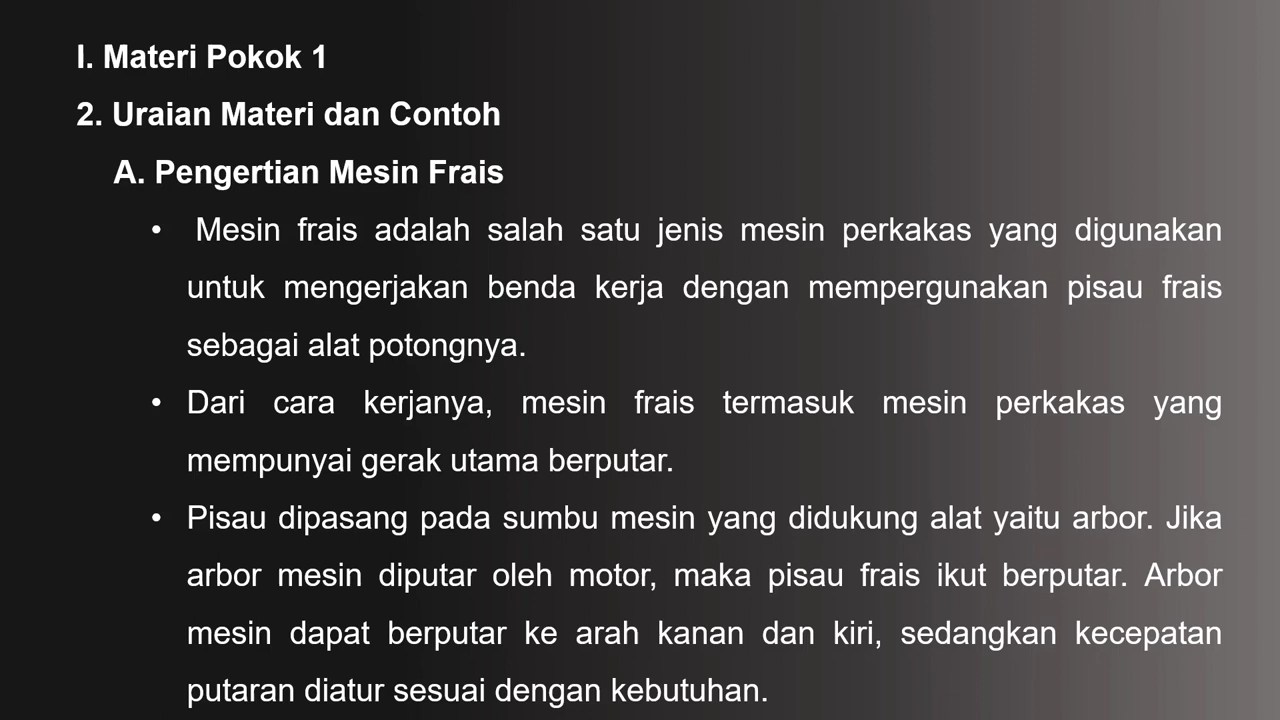 I. Materi Pokok 1
2. Uraian Materi dan Contoh
A. Pengertian Mesin Frais
• Mesin frais adalah salah satu jenis mesin perkakas yang digunakan
untuk mengerjakan benda kerja dengan mempergunakan pisau frais
sebagai alat potongnya.
• Dari cara kerjanya, mesin frais termasuk mesin perkakas yang
mempunyai gerak utama berputar.
• Pisau dipasang pada sumbu mesin yang didukung alat yaitu arbor. Jika
arbor mesin diputar oleh motor, maka pisau frais ikut berputar. Arbor
mesin dapat berputar ke arah kanan dan kiri, sedangkan kecepatan
putaran diatur sesuai dengan kebutuhan.